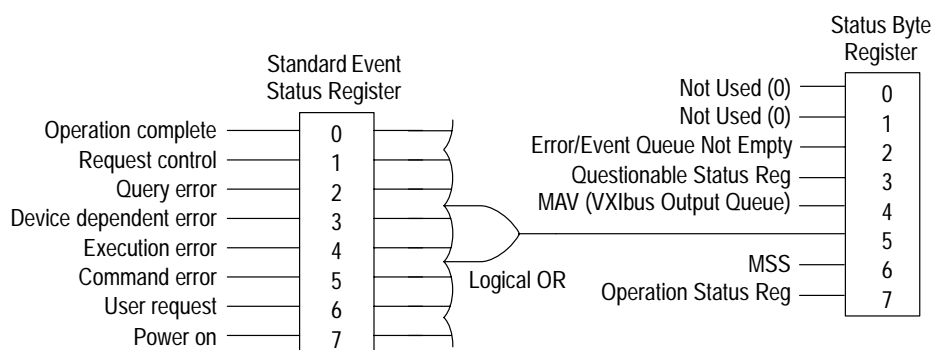 Standard Event
Status Register
Operation complete
Request control
Query error
Device dependent error
Execution error
Command error
User request
Power on
0
1
2
3
4
5
6
7
Logical OR
Status Byte
Register
Not Used (0)
Not Used (0)
Error/Event Queue Not Empty
Questionable Status Reg
MAV (VXIbus Output Queue)
MSS
Operation Status Reg
0
1
2
3
4
5
6
7